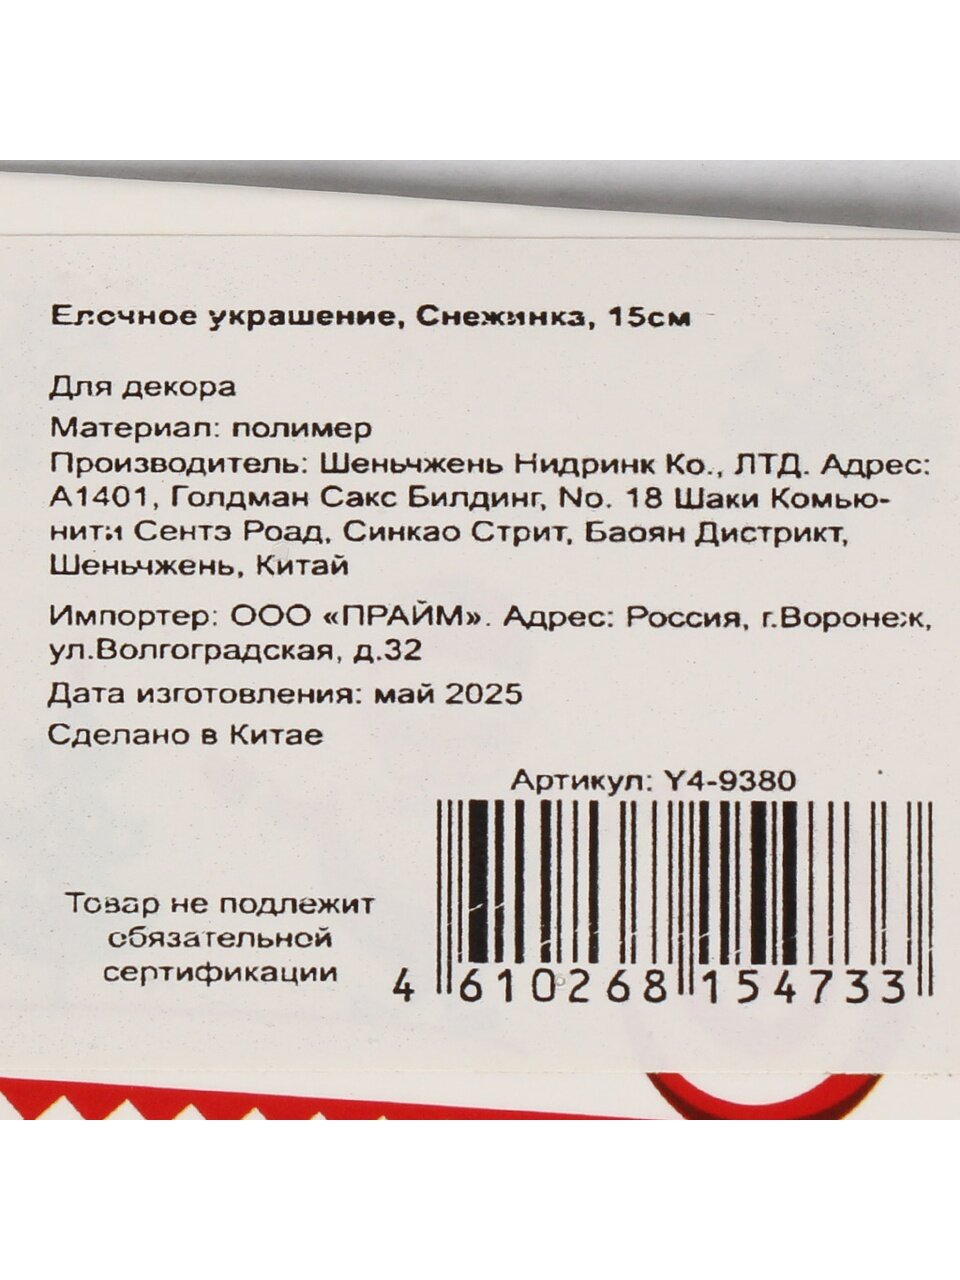 Елочное украшение, Снежинка, 15см
Для декора
Материал: полимер
Производитель: Шеньчжень Нидринк Ко., ЛТД. Адрес:
А1401, Голдман Сакс Билдинг, No. 18 Шаки Комью-
нити Сентэ Роад, Синкао Стрит, Баоян Дистрикт,
Шеньчжень, Китай
Импортер: ООО «ПРАЙМ». Адрес: Россия, г.Воронеж,
ул.Волгоградская, д.32
Дата изготовления: май 2025
Сделано в Китае
Артикул: Y4-9380
Товар не подлежит
обязательной
сертификации
4 610268 154733